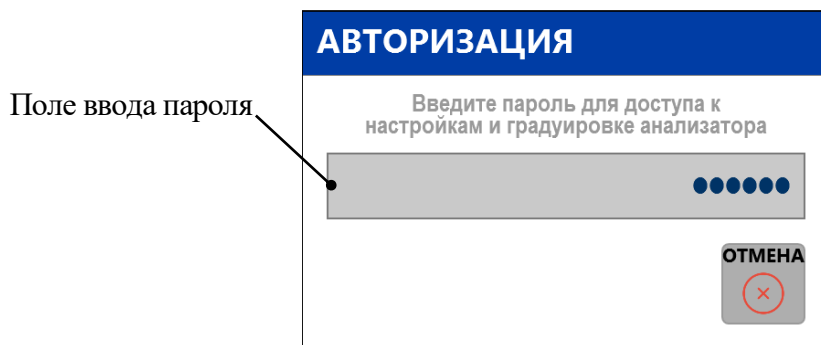 АВТОРИЗАЦИЯ
Поле ввода пароля
Введите пароль для доступа к
настройкам и градуировке анализатора
ОТМЕНА